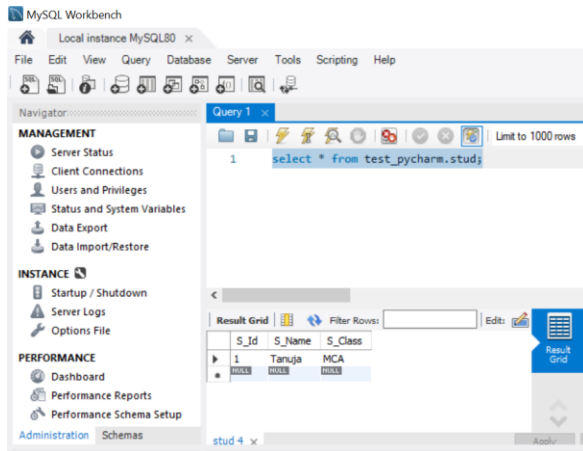 MySQL Workbench
Local instance MySQL80 ×
File Edit View Query Database Server Tools Scripting Help
Navigator
Query 1 ×
MANAGEMENT
Server Status
Client Connections
Users and Privileges
Status and System Variables
Data Export
Data Import/Restore
INSTANCE
Startup / Shutdown
Server Logs
Options File
PERFORMANCE
Dashboard
Performance Reports
Performance Schema Setup
Administration Schemas
Limit to 1000 rows
1 select * from test_pycharm.stud;
Result Grid Filter Rows: Edit:
S_Id S_Name S_Class
1 Tanuja MCA
NULL NULL NULL
Result
Grid
stud 4 ×
Apply